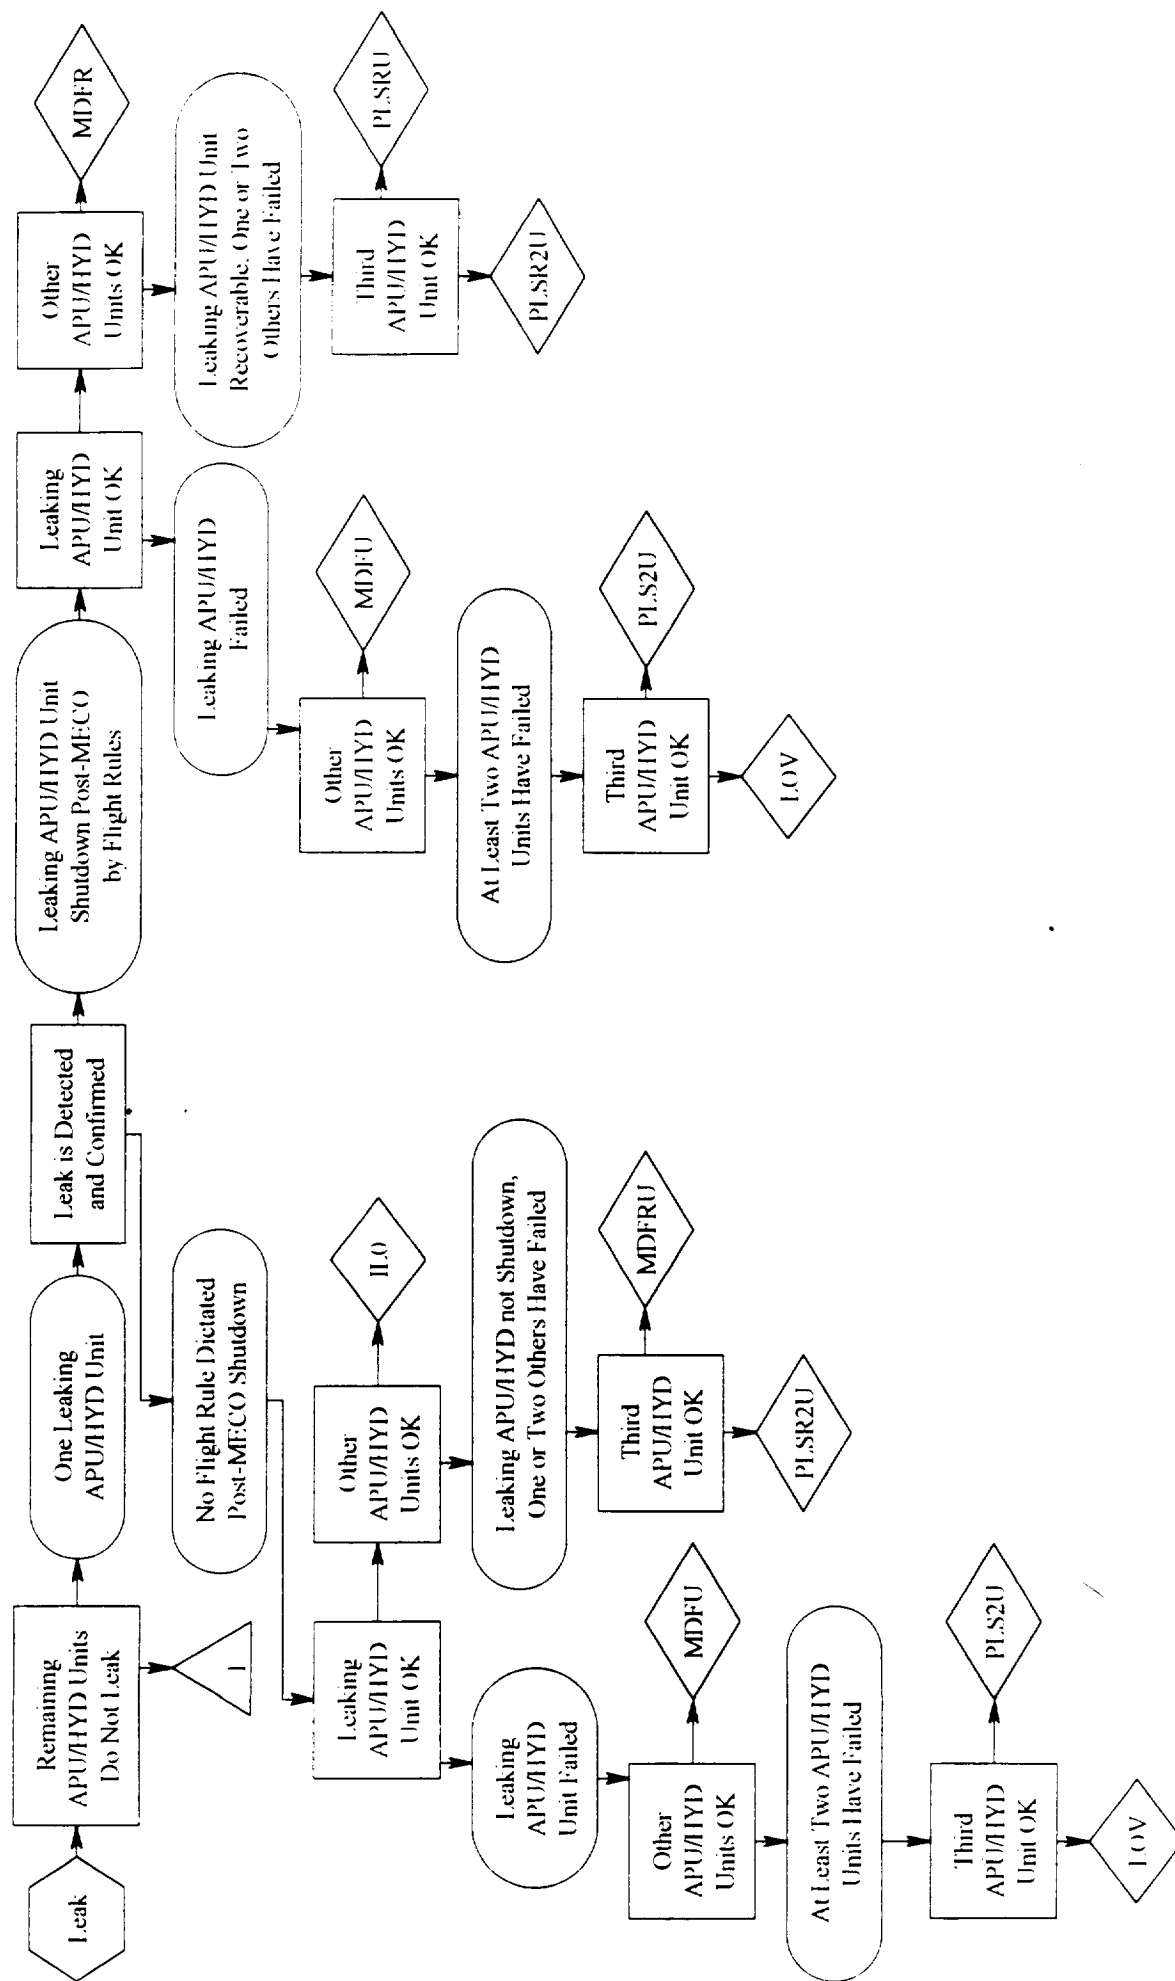 Leak
Remaining
APU/HYD Units
Do Not Leak
1
One Leaking
APU/HYD Unit
Leak is Detected
and Confirmed
Leaking APU/HYD Unit
Shutdown Post-MECO
by Flight Rules
Leaking
APU/HYD
Unit OK
Other
APU/HYD
Units OK
MDFR
Leaking APU/HYD Unit
Recoverable, One or Two
Others Have Failed
Third
APU/HYD
Unit OK
PLSRU
PLSR2U
Leaking APU/HYD
Failed
Other
APU/HYD
Units OK
MDFU
At Least Two APU/HYD
Units Have Failed
Third
APU/HYD
Unit OK
PLS2U
LOV
No Flight Rule Dictated
Post-MECO Shutdown
Leaking
APU/HYD
Unit OK
Other
APU/HYD
Units OK
Leaking APU/HYD not Shutdown,
One or Two Others Have Failed
Third
APU/HYD
Unit OK
MDFRU
PLSR2U
Leaking
APU/HYD
Unit Failed
Other
APU/HYD
Units OK
MDFU
At Least Two APU/HYD
Units Have Failed
Third
APU/HYD
Unit OK
PLS2U
LOV